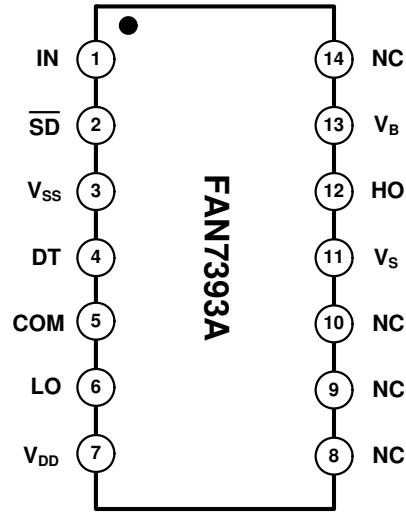 IN 1 14 NC
SD 2 13 VB
VSS 3 12 HO
DT 4 11 VS
COM 5 10 NC
LO 6 9 NC
VDD 7 8 NC
FAN7393A